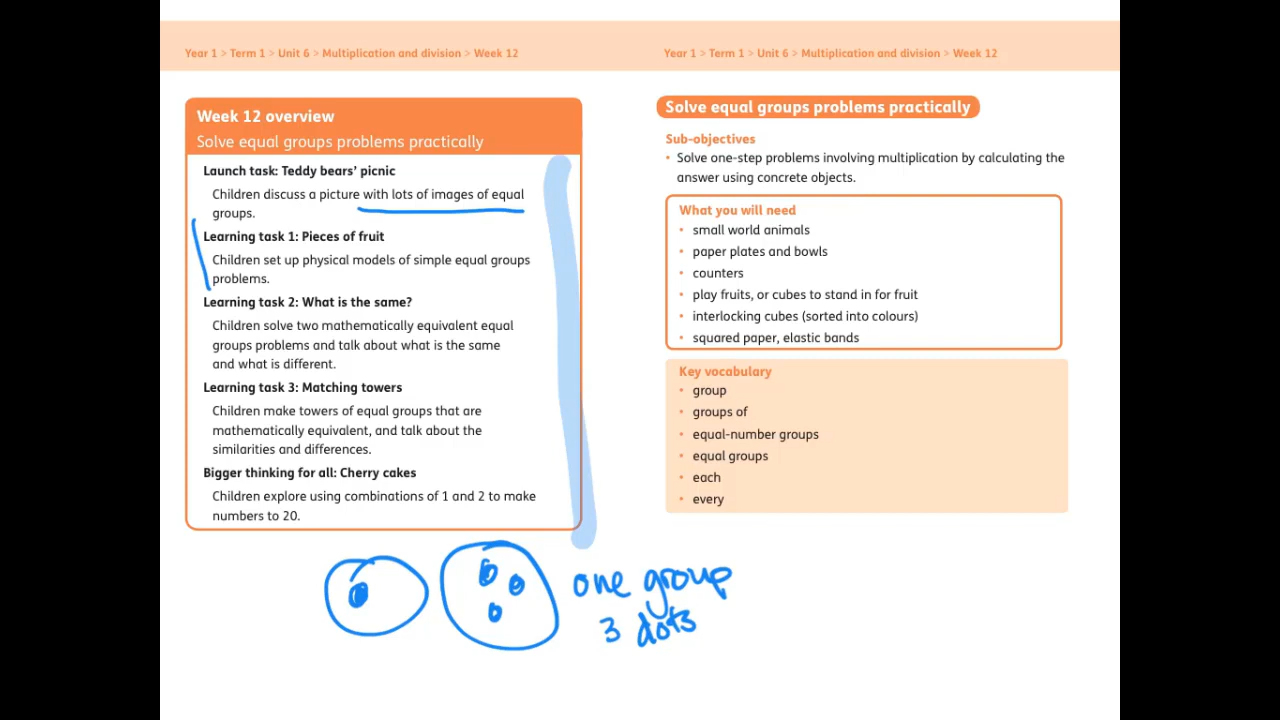 Year 1 > Term 1 > Unit 6 > Multiplication and division > Week 12
Week 12 overview
Solve equal groups problems practically
Launch task: Teddy bears’ picnic
Children discuss a picture with lots of images of equal
groups.
Learning task 1: Pieces of fruit
Children set up physical models of simple equal groups
problems.
Learning task 2: What is the same?
Children solve two mathematically equivalent equal
groups problems and talk about what is the same
and what is different.
Learning task 3: Matching towers
Children make towers of equal groups that are
mathematically equivalent, and talk about the
similarities and differences.
Bigger thinking for all: Cherry cakes
Children explore using combinations of 1 and 2 to make
numbers to 20.
one group
3 dots
Year 1 > Term 1 > Unit 6 > Multiplication and division > Week 12
Solve equal groups problems practically
Sub-objectives
• Solve one-step problems involving multiplication by calculating the
answer using concrete objects.
What you will need
• small world animals
• paper plates and bowls
• counters
• play fruits, or cubes to stand in for fruit
• interlocking cubes (sorted into colours)
• squared paper, elastic bands
Key vocabulary
• group
• groups of
• equal-number groups
• equal groups
• each
• every